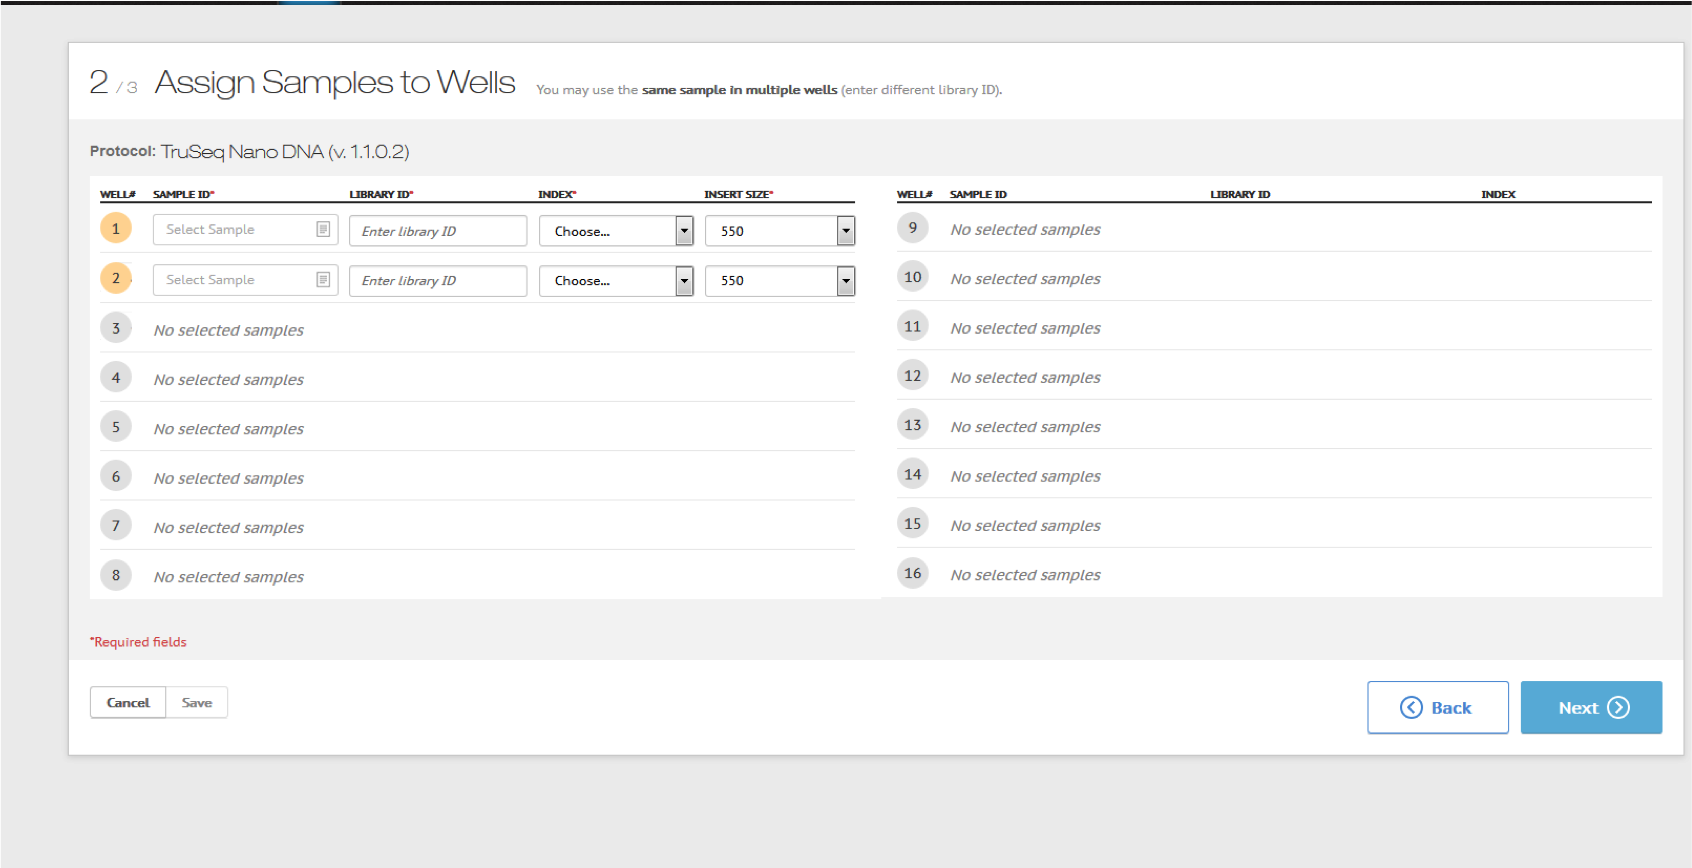 2 / 3 Assign Samples to Wells You may use the same sample in multiple wells (enter different library ID).
Protocol: TruSeq Nano DNA (v. 1.1.0.2)
WELL# SAMPLE ID* LIBRARY ID* INDEX* INSERT SIZE*
1 Select Sample Enter library ID Choose... 550
2 Select Sample Enter library ID Choose... 550
3 No selected samples
4 No selected samples
5 No selected samples
6 No selected samples
7 No selected samples
8 No selected samples
WELL# SAMPLE ID LIBRARY ID INDEX
9 No selected samples
10 No selected samples
11 No selected samples
12 No selected samples
13 No selected samples
14 No selected samples
15 No selected samples
16 No selected samples
*Required fields
Cancel Save Back Next